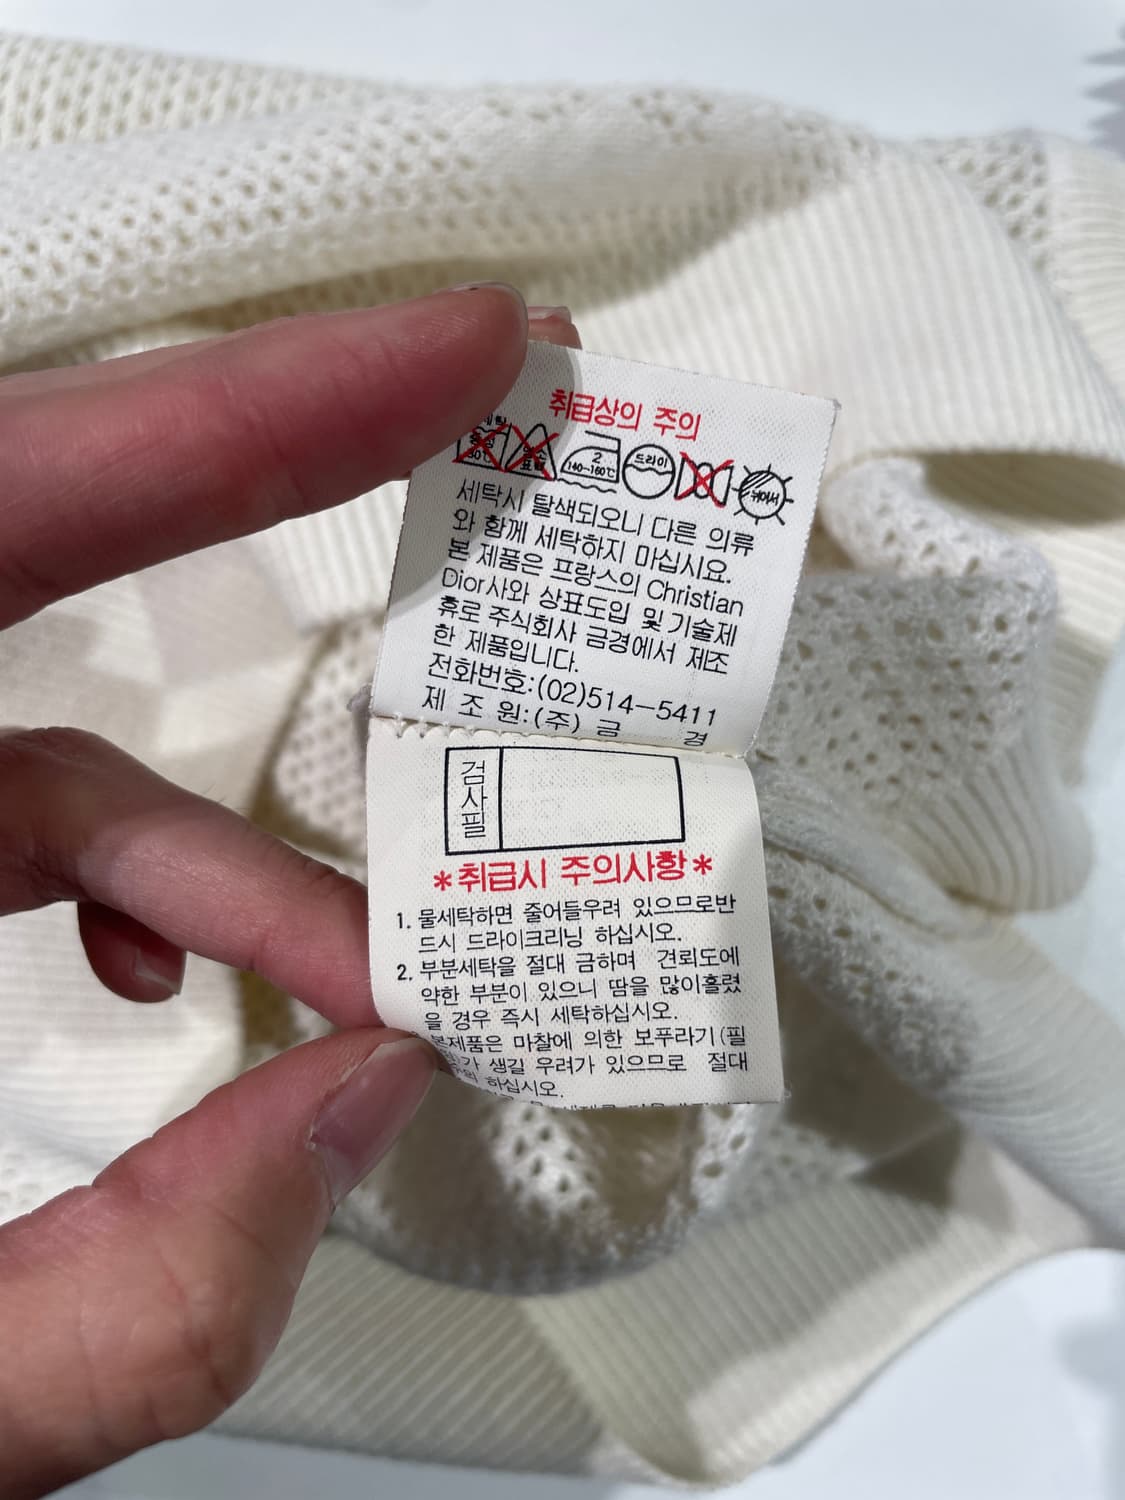 취급상의 주의
2
140~160℃
드라이
뉘어서
세탁시 탈색되오니 다른 의류
와 함께 세탁하지 마십시요.
본 제품은 프랑스의 Christian
Dior사와 상표도입 및 기술제
휴로 주식회사 금경에서 제조
한 제품입니다.
전화번호:(02)514-5411
제 조 원:(주) 금 경
검사필
*취급시 주의사항*
1. 물세탁하면 줄어들우려 있으므로반
드시 드라이크리닝 하십시오.
2. 부분세탁을 절대 금하며 견뢰도에
약한 부분이 있으니 땀을 많이흘렸
을 경우 즉시 세탁하십시오.
본제품은 마찰에 의한 보푸라기(필
가 생길 우려가 있으므로 절대
하십시오.